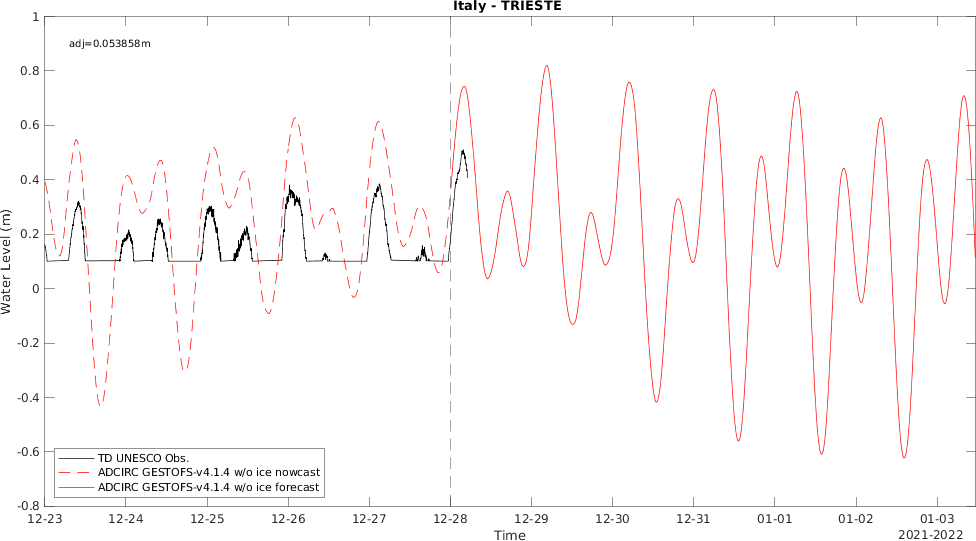 Italy - TRIESTE
adj=0.053858m
1
0.8
0.6
0.4
0.2
0
-0.2
-0.4
-0.6
-0.8
Water Level (m)
TD UNESCO Obs.
ADCIRC GESTOFS-v4.1.4 w/o ice nowcast
ADCIRC GESTOFS-v4.1.4 w/o ice forecast
12-23 12-24 12-25 12-26 12-27 12-28 12-29 12-30 12-31 01-01 01-02 01-03
Time
2021-2022